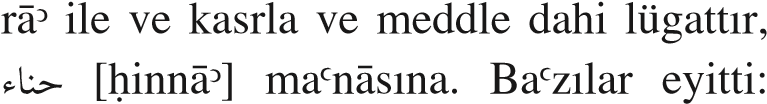 rāʾ ile ve kasrla ve meddle dahi lügattır,
حناء [ḥinnāʾ] maʿnāsına. Baʿzılar eyitti: